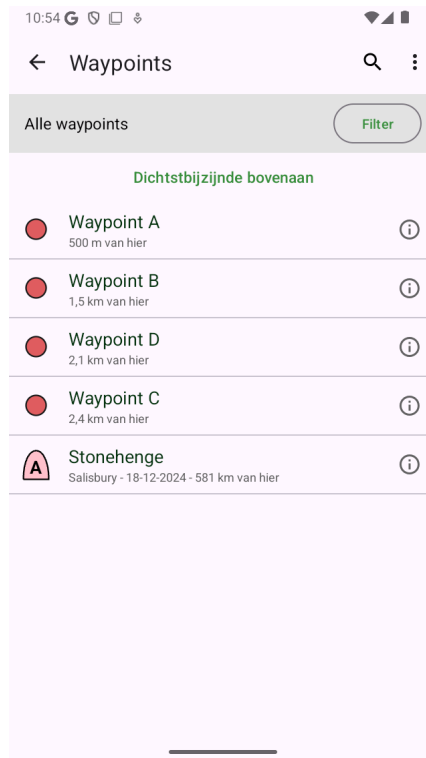 10:54
Waypoints
Alle waypoints
Filter
Dichtstbijzijnde bovenaan
Waypoint A
500 m van hier
Waypoint B
1,5 km van hier
Waypoint D
2,1 km van hier
Waypoint C
2,4 km van hier
A
Stonehenge
Salisbury - 18-12-2024 - 581 km van hier